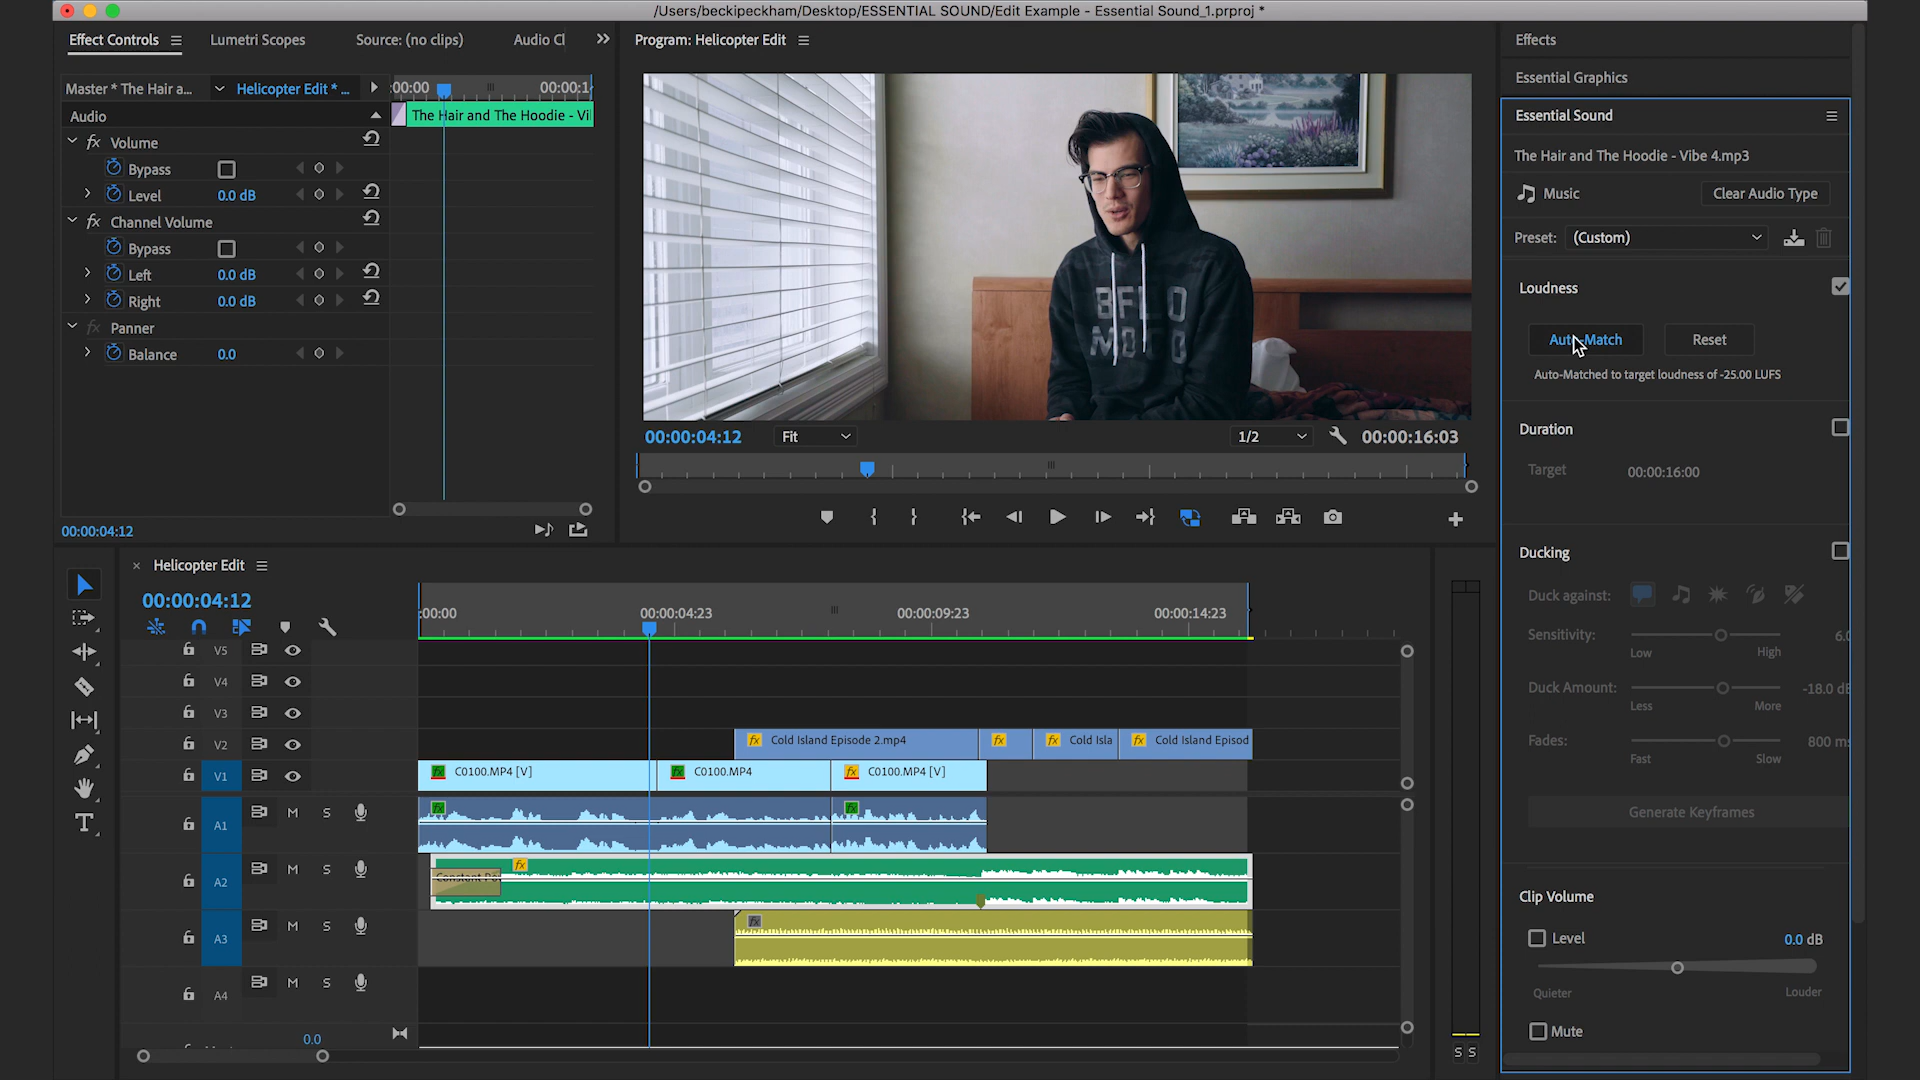 /Users/beckipeckham/Desktop/ESSENTIAL SOUND/Edit Example - Essential Sound_1.prproj *
Effect Controls
Lumetri Scopes
Source: (no clips)
Audio Cl
Program: Helicopter Edit
Effects
Essential Graphics
Essential Sound
Master * The Hair a...
Helicopter Edit * ...
:00:00
00:00:1
Audio
The Hair and The Hoodie - Vi
Volume
Bypass
Level
0.0 dB
Channel Volume
Bypass
Left
0.0 dB
Right
0.0 dB
Panner
Balance
0.0
00:00:04:12
BFLO
MOCO
00:00:04:12
Fit
1/2
00:00:16:03
The Hair and The Hoodie - Vibe 4.mp3
Music
Clear Audio Type
Preset:
(Custom)
Loudness
Auto-Match
Reset
Auto-Matched to target loudness of -25.00 LUFS
Duration
Target
00:00:16:00
Ducking
Duck against:
Sensitivity:
6.0
Low
High
Duck Amount:
-18.0 dB
Less
More
Fades:
800 ms
Fast
Slow
Generate Keyframes
Clip Volume
Level
0.0 dB
Quieter
Louder
Mute
Helicopter Edit
00:00:04:12
:00:00
00:00:04:23
00:00:09:23
00:00:14:23
V5
V4
V3
V2
Cold Island Episode 2.mp4
Cold Isla
Cold Island Episod
V1
C0100.MP4 [V]
C0100.MP4
C0100.MP4 [V]
A1
M
S
A2
M
S
Constant Po
A3
M
S
A4
M
S
0.0
S S